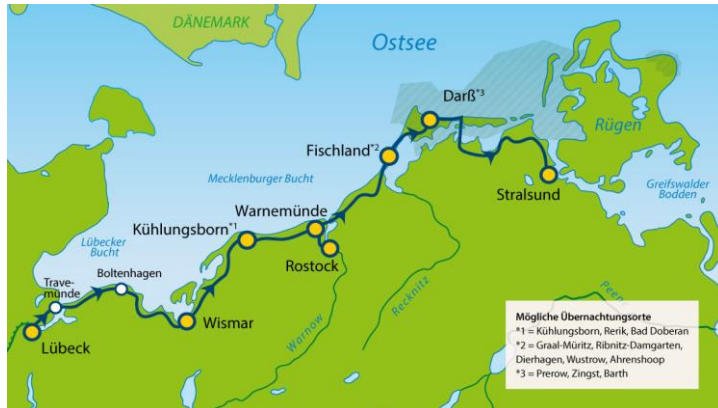 DÄNEMARK
Ostsee
Darß*3
Rügen
Fischland*2
Mecklenburger Bucht
Stralsund
Greifswalder
Bodden
Warnemünde
Kühlungsborn*1
Lübecker
Bucht
Rostock
Boltenhagen
Trave-
münde
Recknitz
Peene
Wismar
Warnow
Lübeck
Mögliche Übernachtungsorte
*1 = Kühlungsborn, Rerik, Bad Doberan
*2 = Graal-Müritz, Ribnitz-Damgarten,
Dierhagen, Wustrow, Ahrenshoop
*3 = Prerow, Zingst, Barth